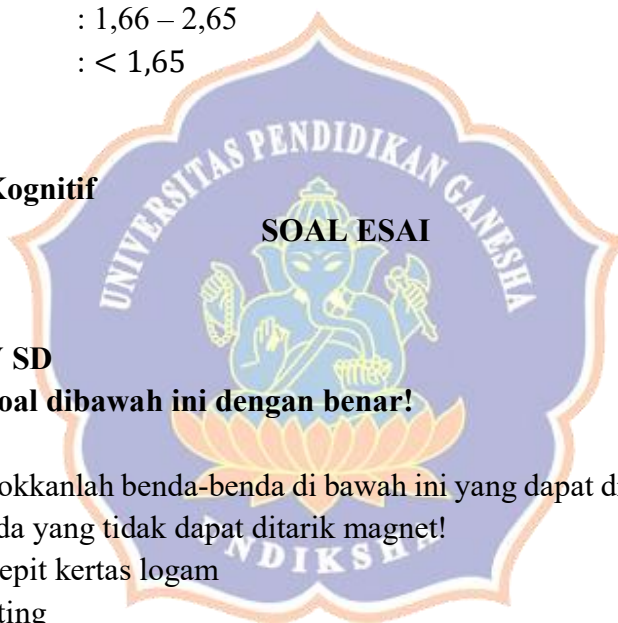 : 1,66 – 2,65
: < 1,65
UNIVERSITAS PENDIDIKAN GANESHA
Kognitif
SOAL ESAI
SD
oal dibawah ini dengan benar!
okkanlah benda-benda di bawah ini yang dapat di
da yang tidak dapat ditarik magnet!
epit kertas logam
ting
UNDIKSHA